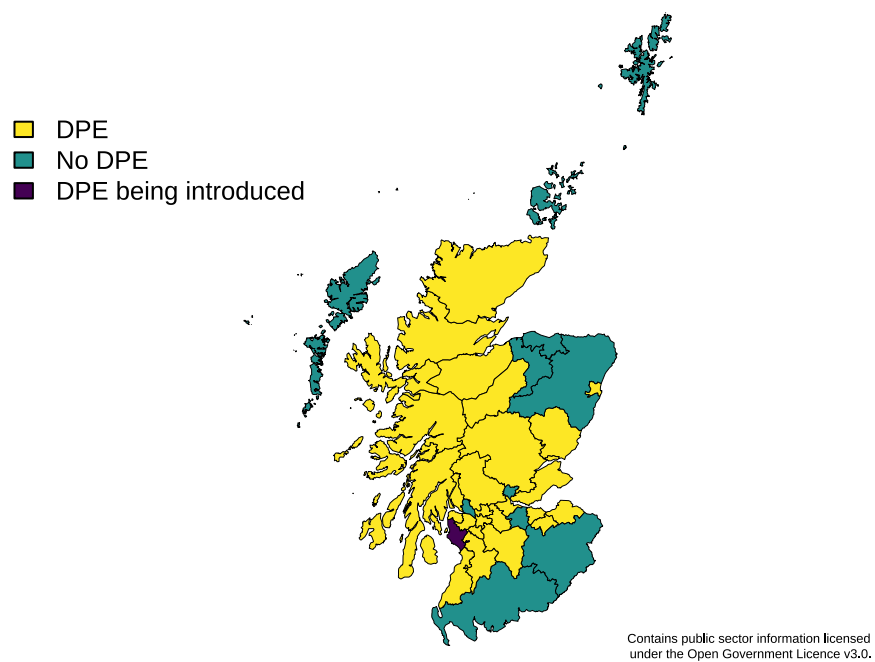 DPE
No DPE
DPE being introduced
Contains public sector information licensed
under the Open Government Licence v3.0.